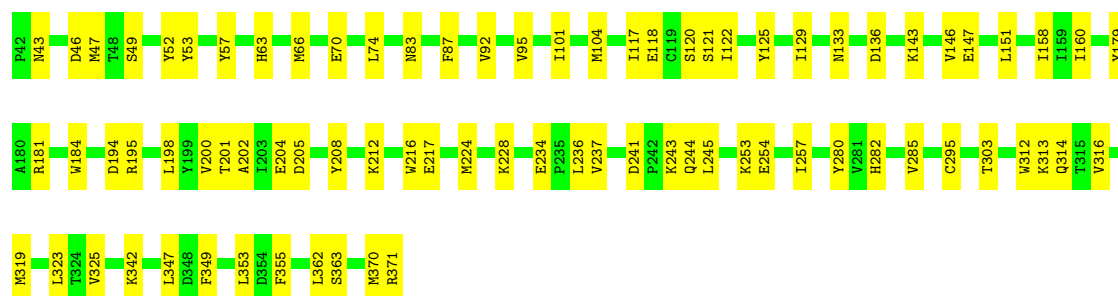 P42 N43 D46 M47 T48 S49 Y52 Y53 Y57 H63 M66 E70 L74 N83 F87 V92 V95 I101 M104 I117 E118 C119 S120 S121 I122 Y125 I129 N133 D136 K143 V146 E147 L151 I158 I159 I160 Y179
A180 R181 W184 D194 R195 L198 Y199 V200 T201 A202 I203 E204 D205 Y208 K212 W216 E217 M224 K228 E234 P235 L236 V237 D241 P242 K243 Q244 L245 K253 E254 I257 Y280 V281 H282 V285 C295 T303 W312 K313 Q314 T315 V316
M319 L323 T324 V325 K342 L347 D348 F349 L353 D354 F355 L362 S363 M370 R371